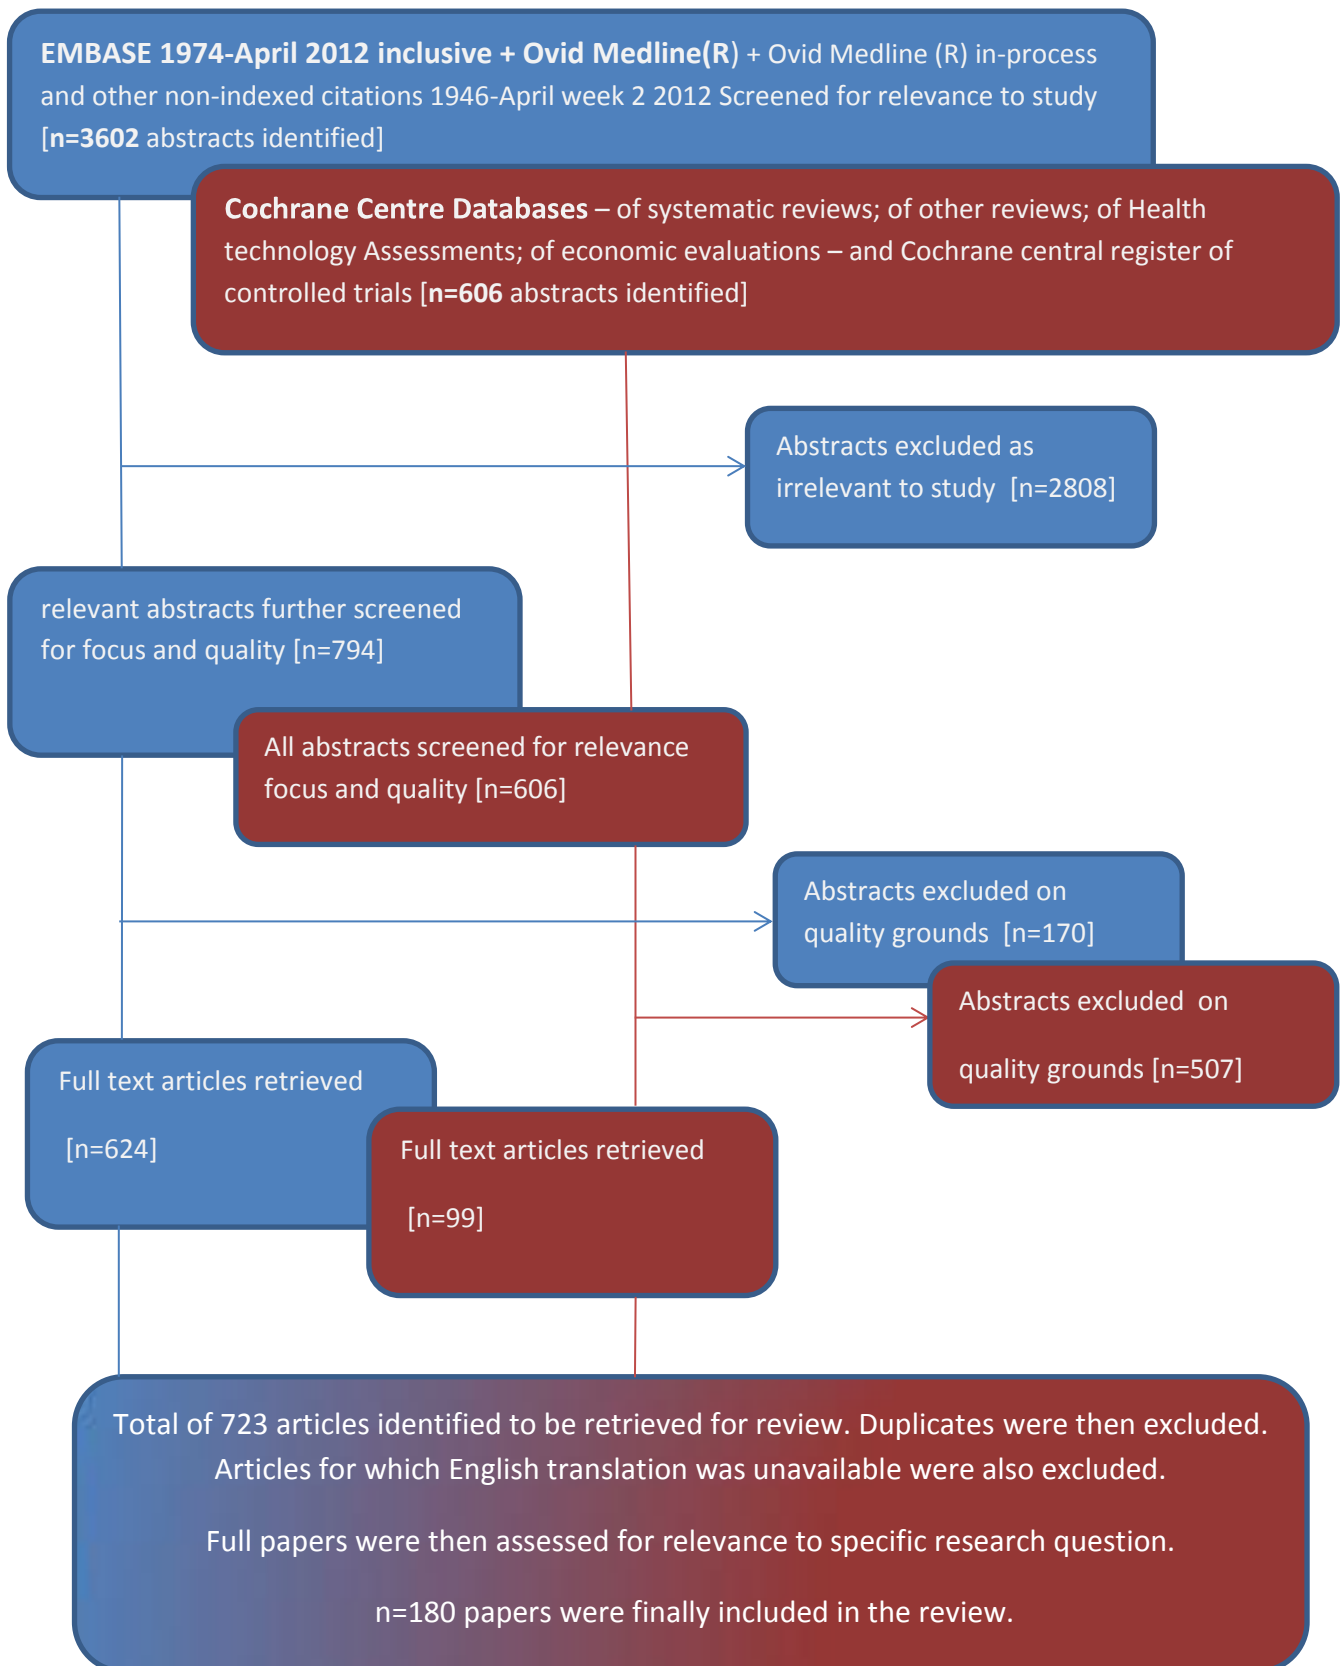 EMBASE 1974-April 2012 inclusive + Ovid Medline(R) + Ovid Medline (R) in-process
and other non-indexed citations 1946-April week 2 2012 Screened for relevance to study
[n=3602 abstracts identified]
Cochrane Centre Databases – of systematic reviews; of other reviews; of Health
technology Assessments; of economic evaluations – and Cochrane central register of
controlled trials [n=606 abstracts identified]
Abstracts excluded as
irrelevant to study [n=2808]
relevant abstracts further screened
for focus and quality [n=794]
All abstracts screened for relevance
focus and quality [n=606]
Abstracts excluded on
quality grounds [n=170]
Abstracts excluded on
quality grounds [n=507]
Full text articles retrieved
[n=624]
Full text articles retrieved
[n=99]
Total of 723 articles identified to be retrieved for review. Duplicates were then excluded.
Articles for which English translation was unavailable were also excluded.
Full papers were then assessed for relevance to specific research question.
n=180 papers were finally included in the review.